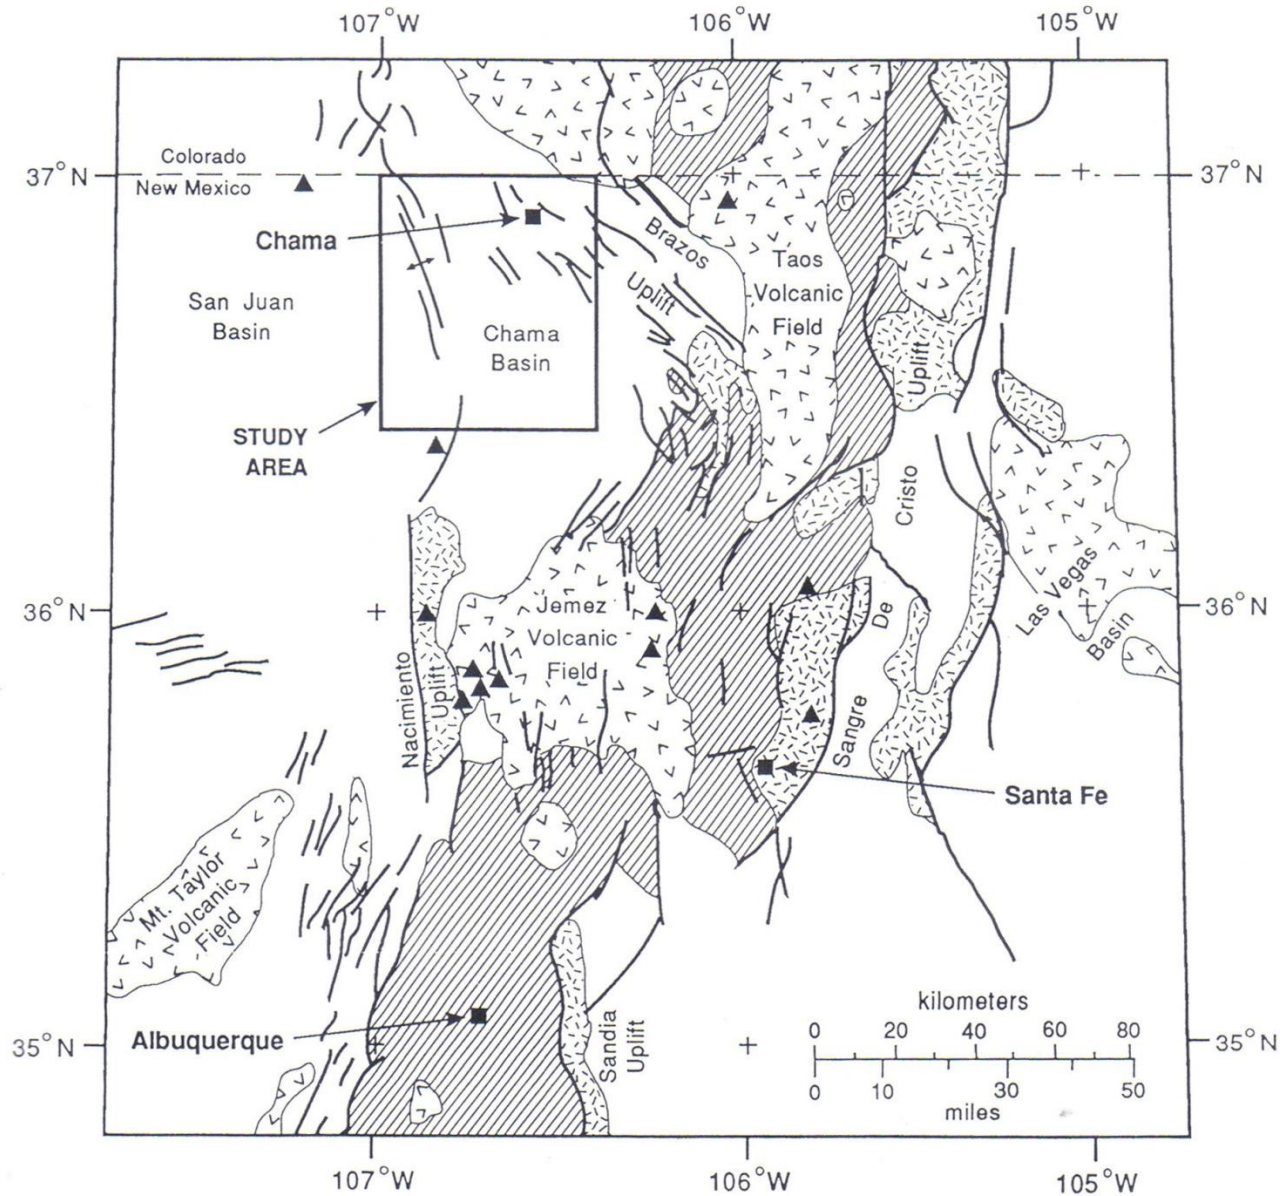 107°W
106°W
105°W
Colorado
37°N
New Mexico
37°N
Chama
Brazos
Uplift
Taos
Volcanic
Field
San Juan
Basin
Chama
Basin
Uplift
STUDY
AREA
Cristo
Las Vegas
Basin
36°N
36°N
Jemez
Volcanic
Field
De
Nacimiento
Uplift
Sangre
Santa Fe
Mt. Taylor
Volcanic
Field
Albuquerque
Sandia
Uplift
35°N
35°N
kilometers
0 20 40 60 80
0 10 30 50
miles
107°W
106°W
105°W